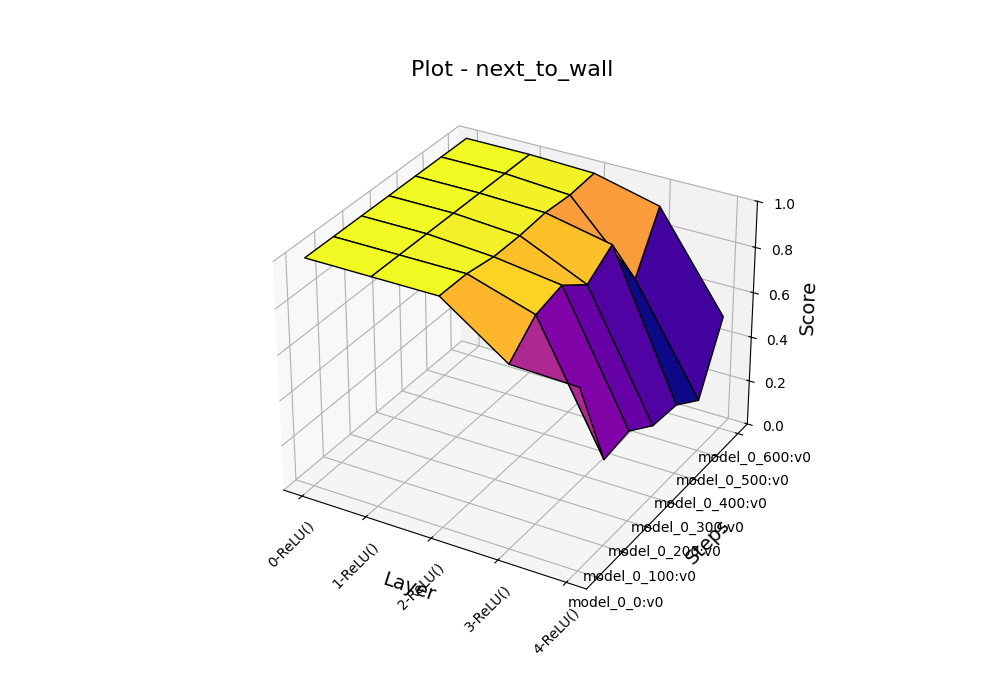 Plot - next_to_wall
1.0
0.8
0.6
0.4
0.2
0.0
Score
model_0_600:v0
model_0_500:v0
model_0_400:v0
model_0_300:v0
model_0_200:v0
model_0_100:v0
model_0_0:v0
Steps
0-ReLU()
1-ReLU()
2-ReLU()
3-ReLU()
4-ReLU()
Layer